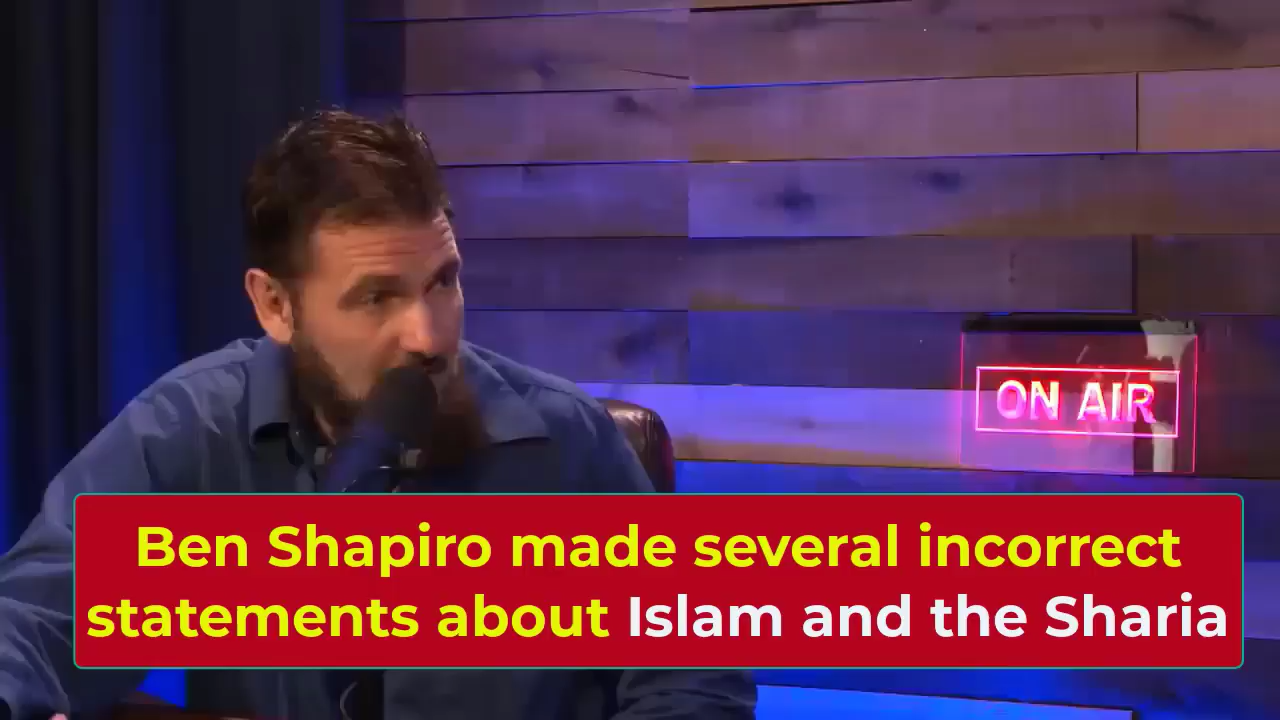 ON AIR
Ben Shapiro made several incorrect
statements about Islam and the Sharia